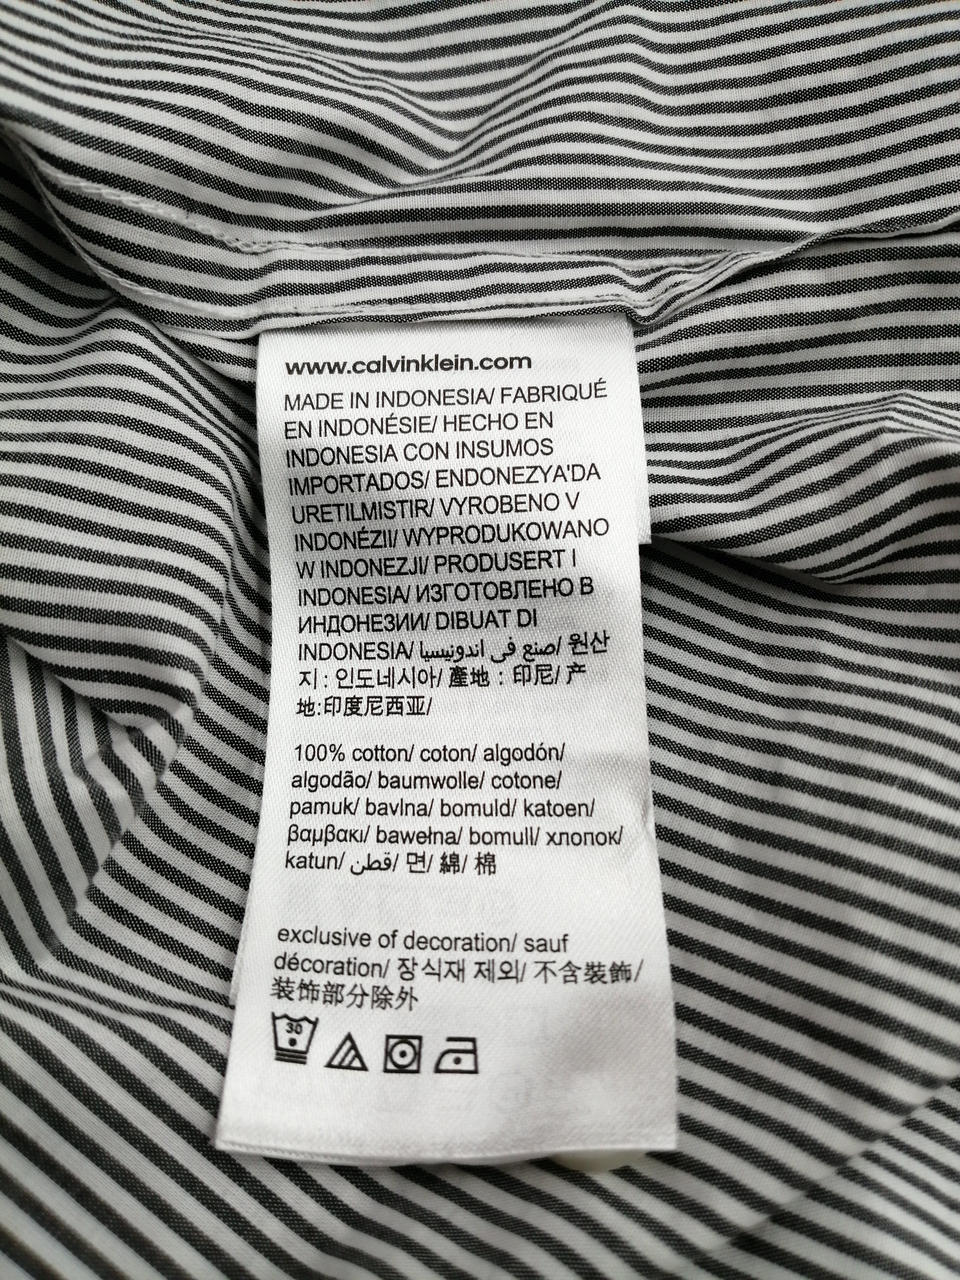 www.calvinklein.com
MADE IN INDONESIA/ FABRIQUÉ
EN INDONÉSIE/ HECHO EN
INDONESIA CON INSUMOS
IMPORTADOS/ ENDONEZYA'DA
URETILMISTIR/ VYROBENO V
INDONÉZII/ WYPRODUKOWANO
W INDONEZJI/ PRODUSERT I
INDONESIA/ ИЗГОТОВЛЕНО В
ИНДОНЕЗИИ/ DIBUAT DI
INDONESIA/ صنع فى اندونيسيا/ 원산
지 : 인도네시아/ 產地 : 印尼/ 产
地:印度尼西亚/
100% cotton/ coton/ algodón/
algodão/ baumwolle/ cotone/
pamuk/ bavlna/ bomuld/ katoen/
βαμβακι/ bawełna/ bomull/ хлопок/
katun/ قطن/ 면/ 綿/ 棉
exclusive of decoration/ sauf
décoration/ 장식재 제외/ 不含裝飾/
装饰部分除外
30